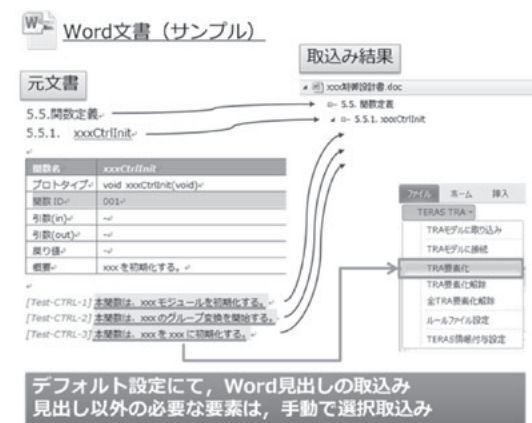 Word文書（サンプル）
取込み結果
元文書
xxx制御設計書.doc
5.5. 関数定義
5.5.1. xxxCtrlInit
5.5.関数定義
5.5.1. xxxCtrlInit
関数名 xxxCtrlInit
プロトタイプ void xxxCtrlInit(void)
関数 ID 001
引数(in) ～
引数(out) ～
戻り値 ～
概要 xxx を初期化する。
[Test-CTRL-1] 本関数は、xxx モジュールを初期化する。
[Test-CTRL-2] 本関数は、xxx のグループ変換を開始する。
[Test-CTRL-3] 本関数は、xxx を xxx に初期化する。
ファイル ホーム 挿入
TERAS TRA
TRAモデルに取り込み
TRAモデルに接続
TRA要素化
TRA要素化解除
全TRA要素化解除
ルールファイル設定
TERAS情報付与設定
デフォルト設定にて，Word見出しの取込み
見出し以外の必要な要素は，手動で選択取込み